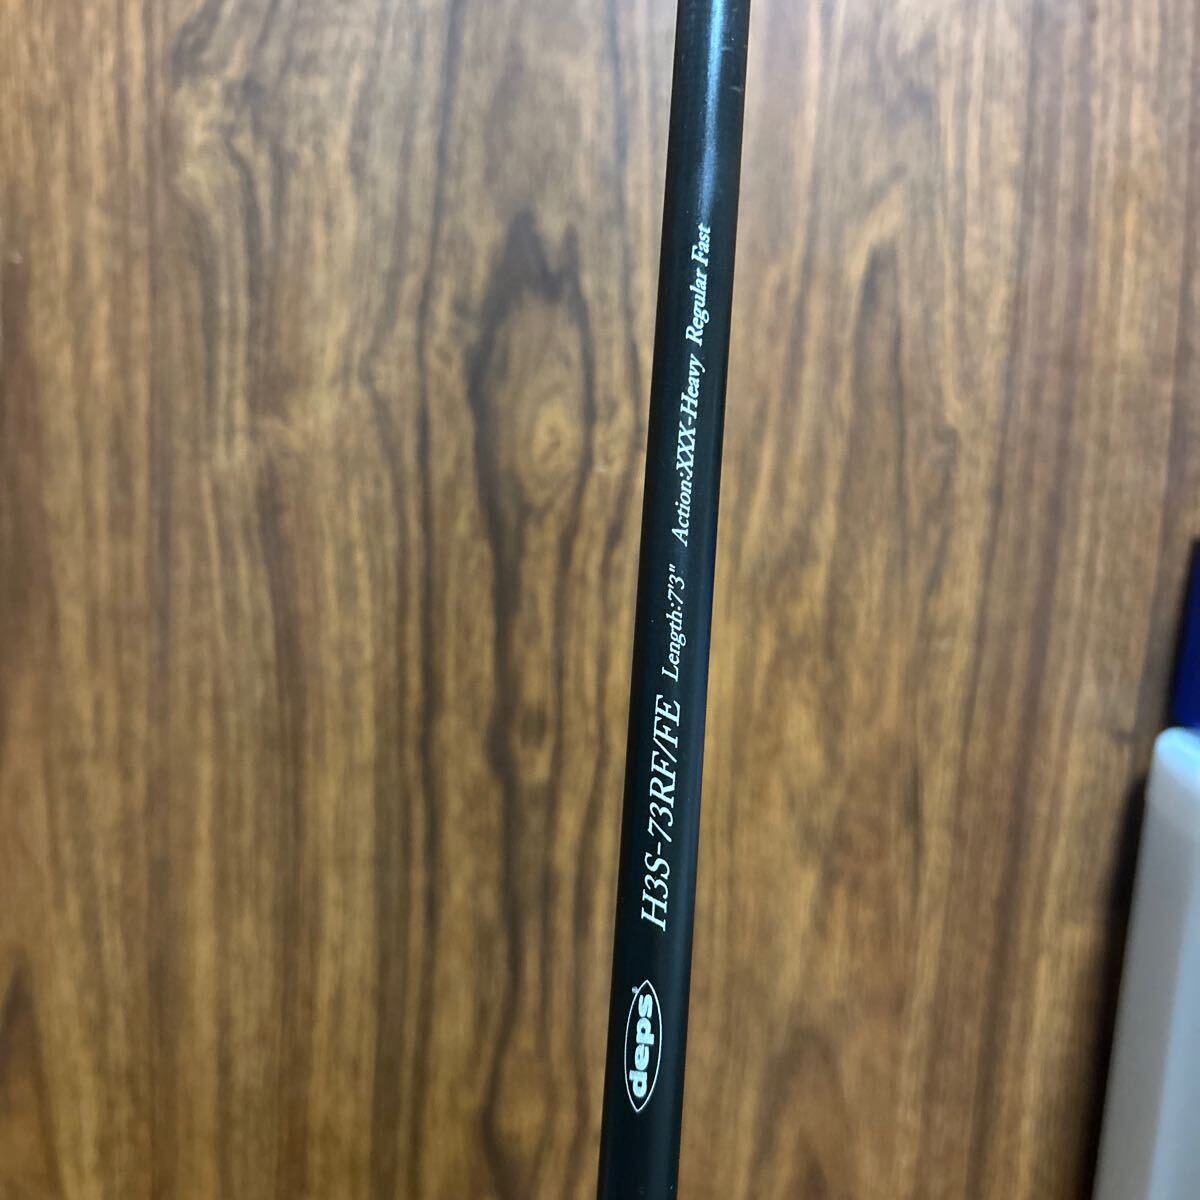 deps®
H3S-73RF/FE Length:7'3" Action:XXX-Heavy Regular Fast